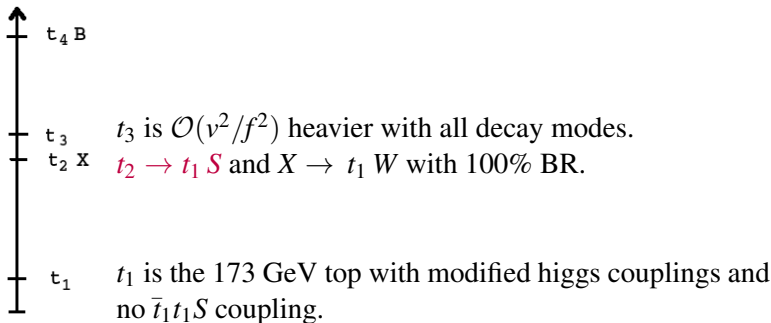 t₄ B
t₃ t₃ is 𝒪(v²/f²) heavier with all decay modes.
t₂ X t₂ → t₁ S and X → t₁ W with 100% BR.
t₁ t₁ is the 173 GeV top with modified higgs couplings and
no t̄₁t₁S coupling.